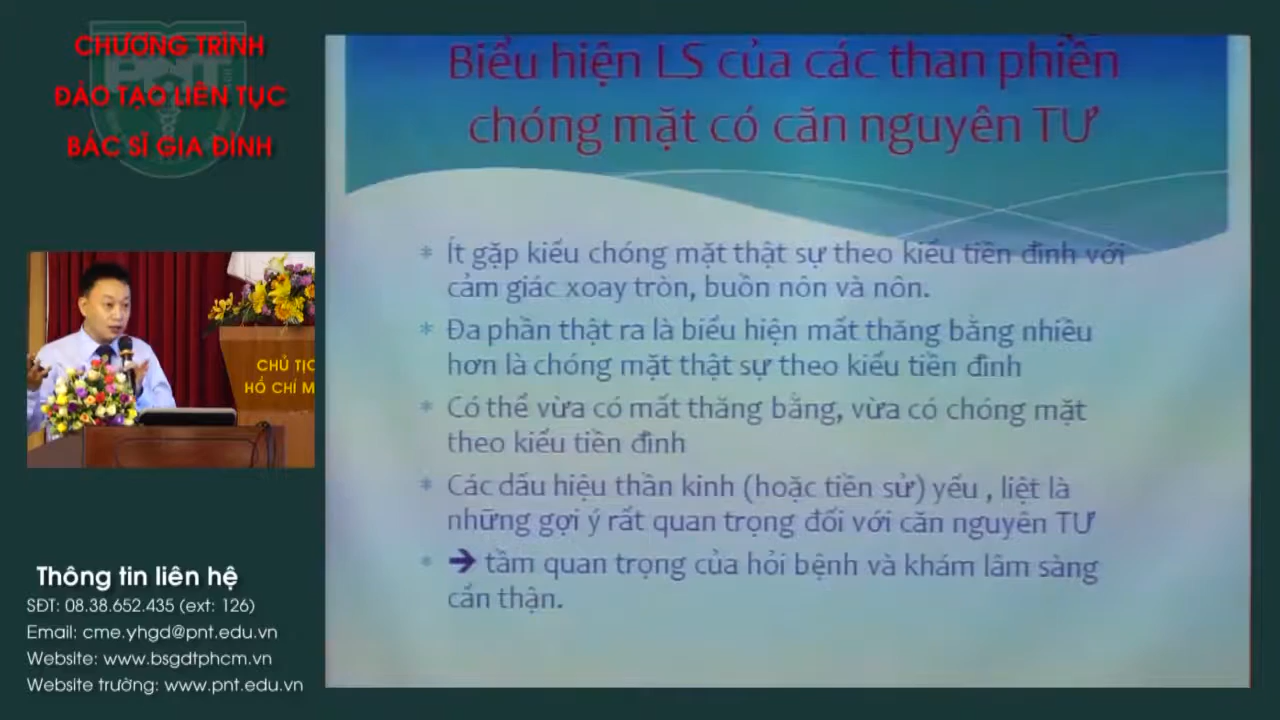 CHƯƠNG TRÌNH
ĐÀO TẠO LIÊN TỤC
BÁC SĨ GIA ĐÌNH
PNT
CHỦ TỊC
HỒ CHÍ M
Thông tin liên hệ
SĐT: 08.38.652.435 (ext: 126)
Email: cme.yhgd@pnt.edu.vn
Website: www.bsgdtphcm.vn
Website trường: www.pnt.edu.vn
Biểu hiện LS của các than phiền
chóng mặt có căn nguyên TƯ
* Ít gặp kiểu chóng mặt thật sự theo kiểu tiền đình với
cảm giác xoay tròn, buồn nôn và nôn.
* Đa phần thật ra là biểu hiện mất thăng bằng nhiều
hơn là chóng mặt thật sự theo kiểu tiền đình
* Có thể vừa có mất thăng bằng, vừa có chóng mặt
theo kiểu tiền đình
* Các dấu hiệu thần kinh (hoặc tiền sử) yếu , liệt là
những gợi ý rất quan trọng đối với căn nguyên TƯ
* ➔ tầm quan trọng của hỏi bệnh và khám lâm sàng
cẩn thận.